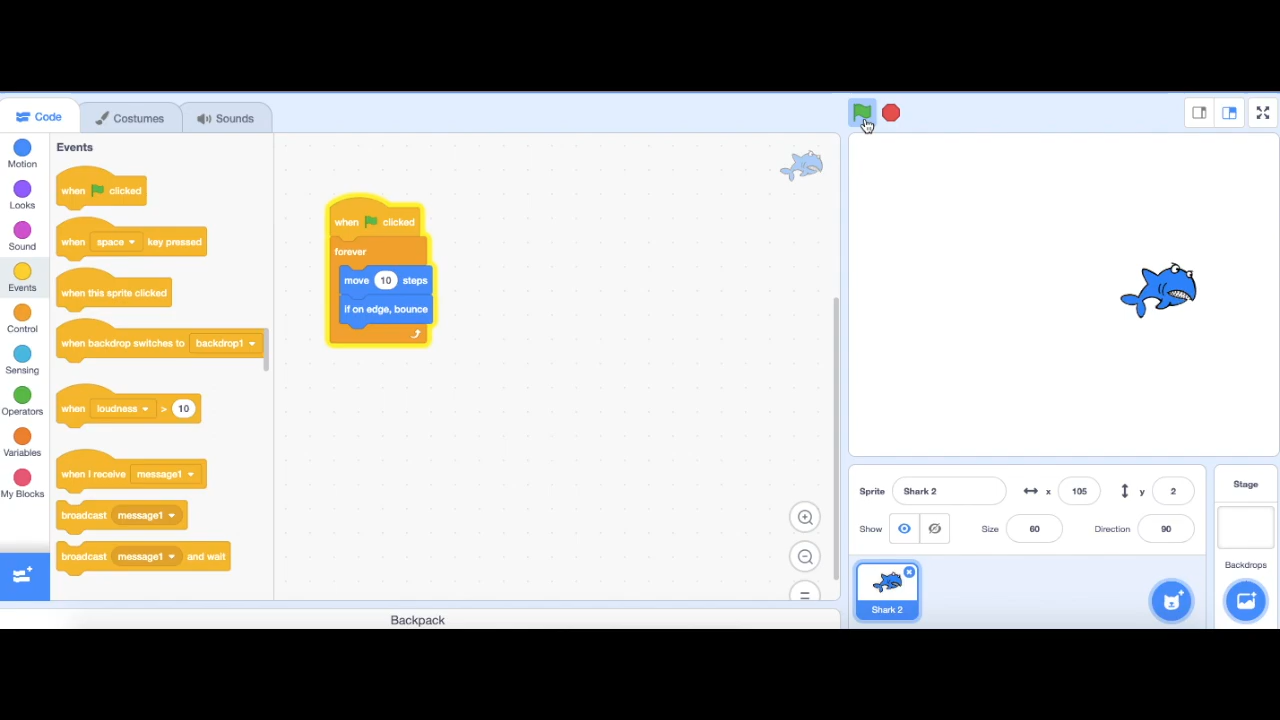 Code
Costumes
Sounds
Motion
Looks
Sound
Events
Control
Sensing
Operators
Variables
My Blocks
Events
when clicked
when space key pressed
when this sprite clicked
when backdrop switches to backdrop1
when loudness > 10
when I receive message1
broadcast message1
broadcast message1 and wait
when clicked
forever
move 10 steps
if on edge, bounce
Backpack
Sprite Shark 2 x 105 y 2
Show Size 60 Direction 90
Shark 2
Stage
Backdrops